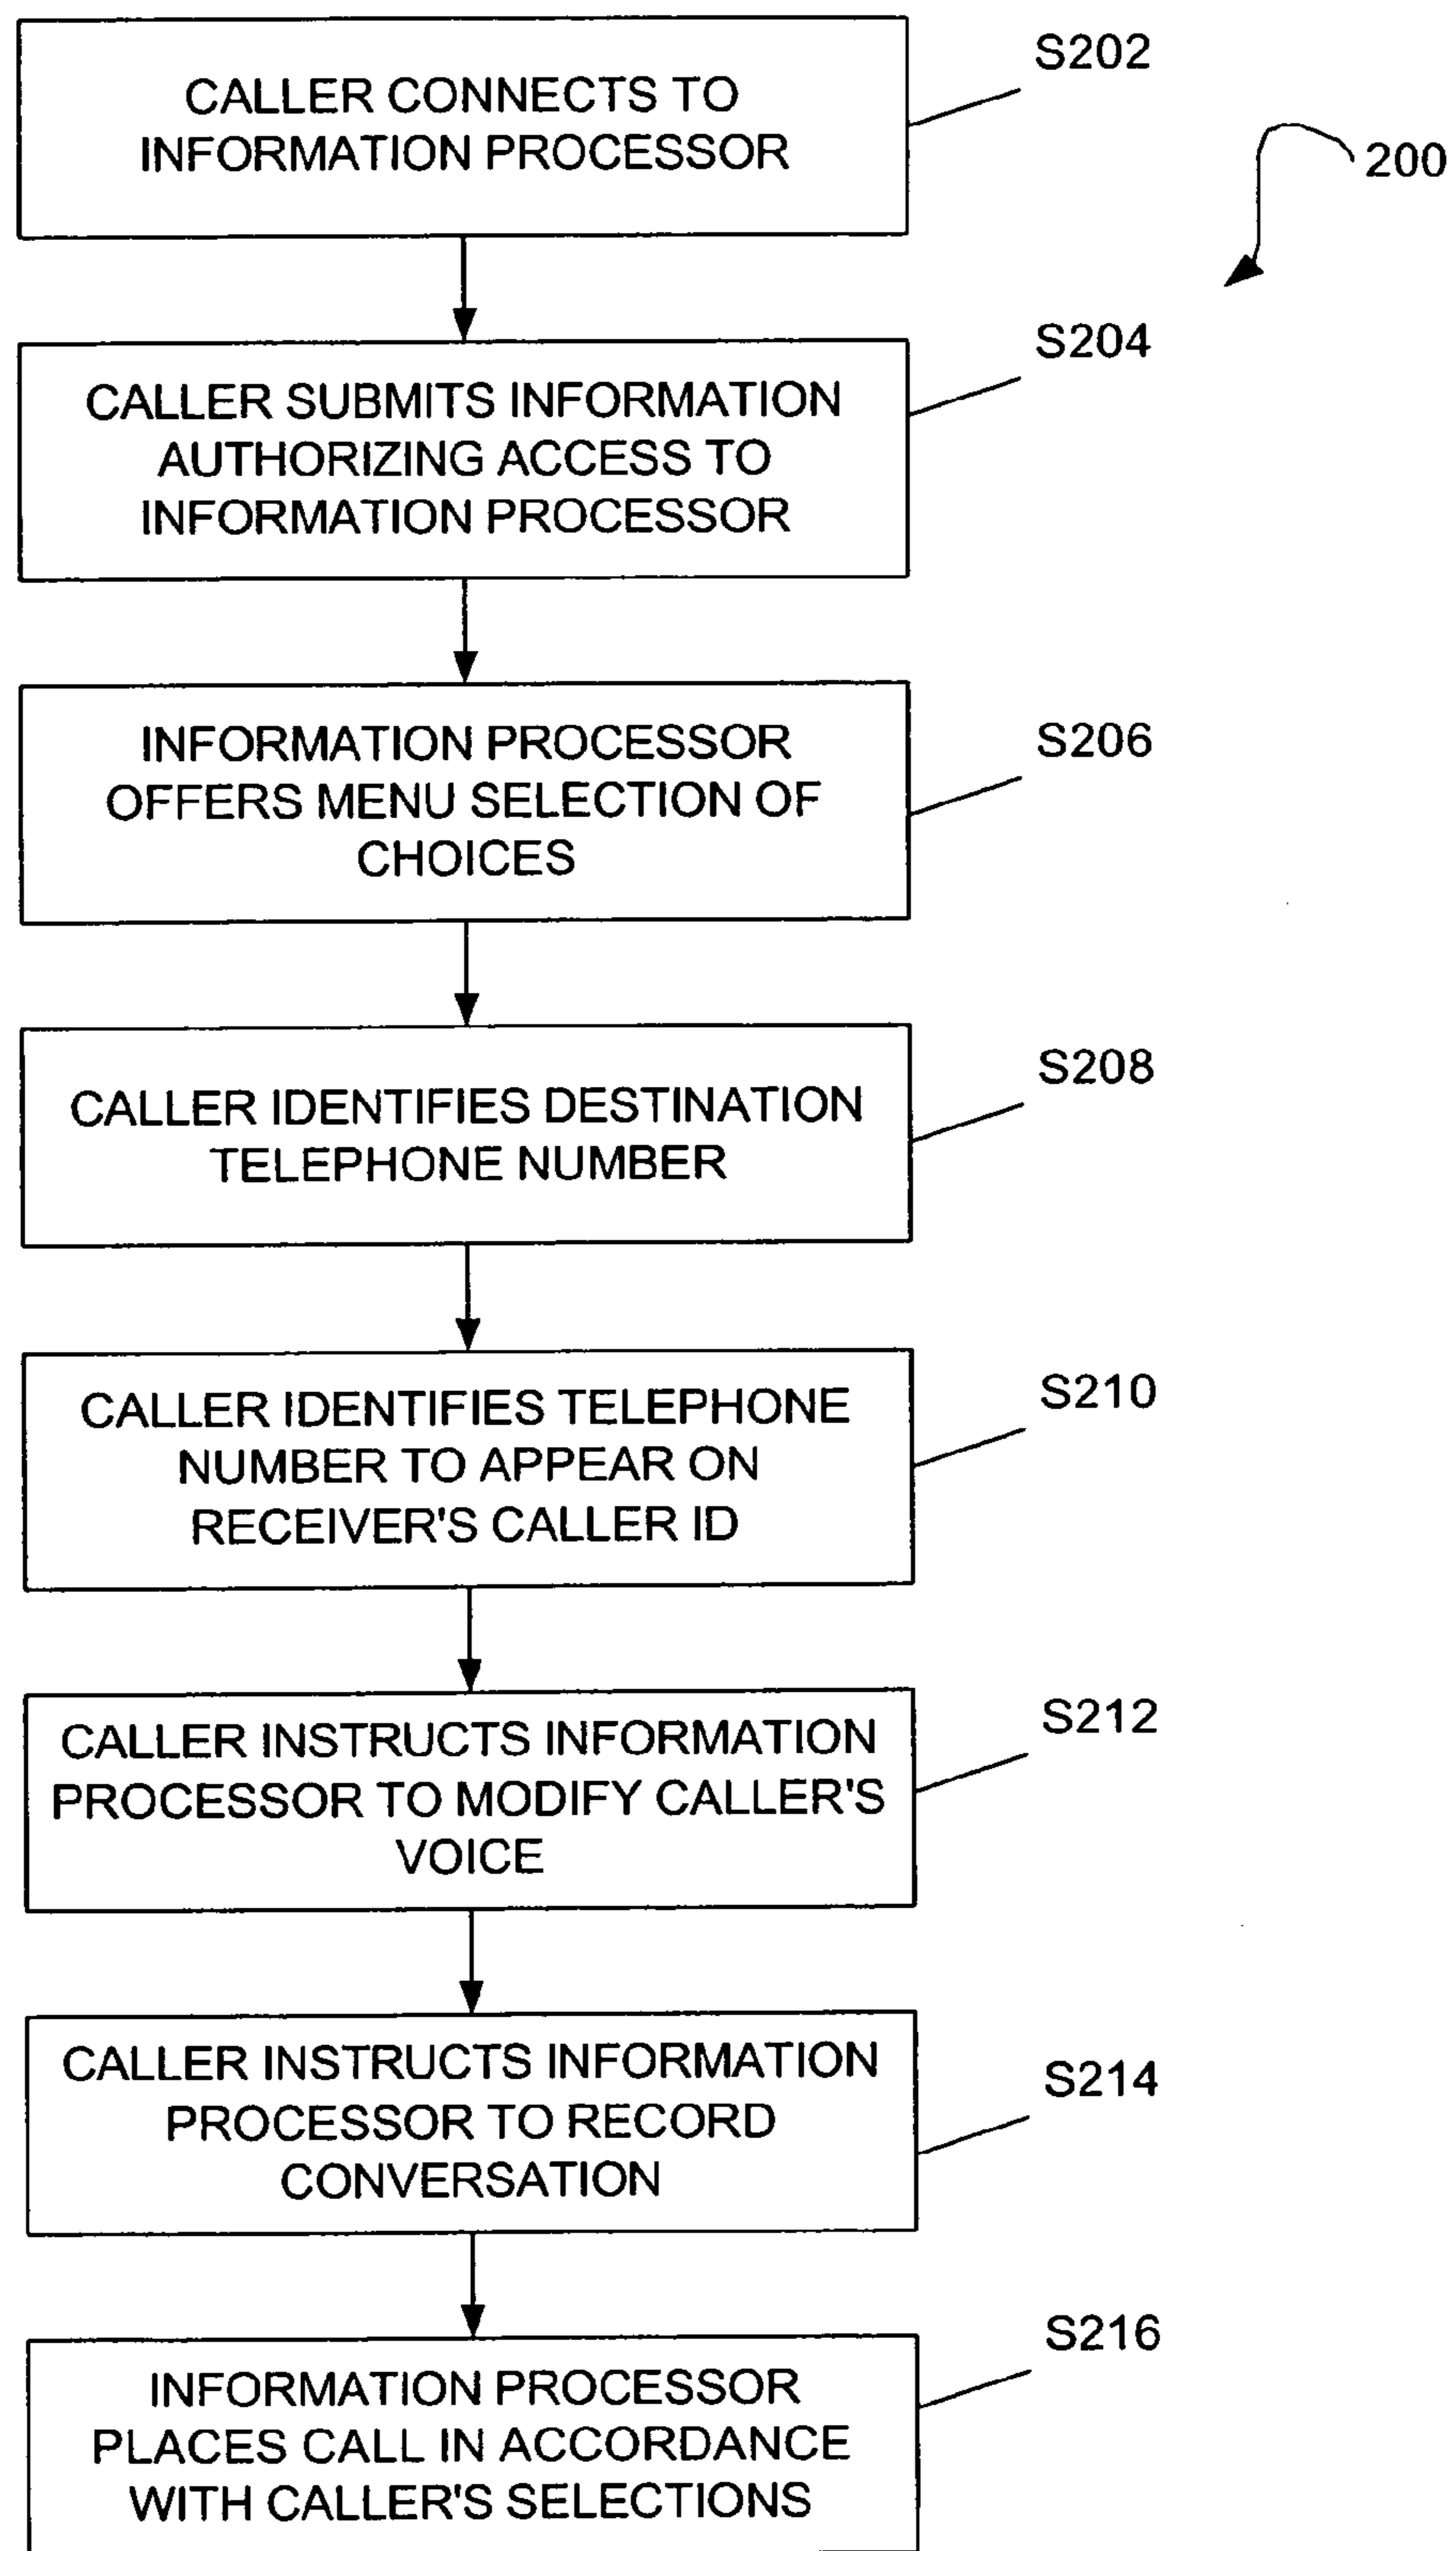 CALLER CONNECTS TO
INFORMATION PROCESSOR
S202
200
CALLER SUBMITS INFORMATION
AUTHORIZING ACCESS TO
INFORMATION PROCESSOR
S204
INFORMATION PROCESSOR
OFFERS MENU SELECTION OF
CHOICES
S206
CALLER IDENTIFIES DESTINATION
TELEPHONE NUMBER
S208
CALLER IDENTIFIES TELEPHONE
NUMBER TO APPEAR ON
RECEIVER'S CALLER ID
S210
CALLER INSTRUCTS INFORMATION
PROCESSOR TO MODIFY CALLER'S
VOICE
S212
CALLER INSTRUCTS INFORMATION
PROCESSOR TO RECORD
CONVERSATION
S214
INFORMATION PROCESSOR
PLACES CALL IN ACCORDANCE
WITH CALLER'S SELECTIONS
S216